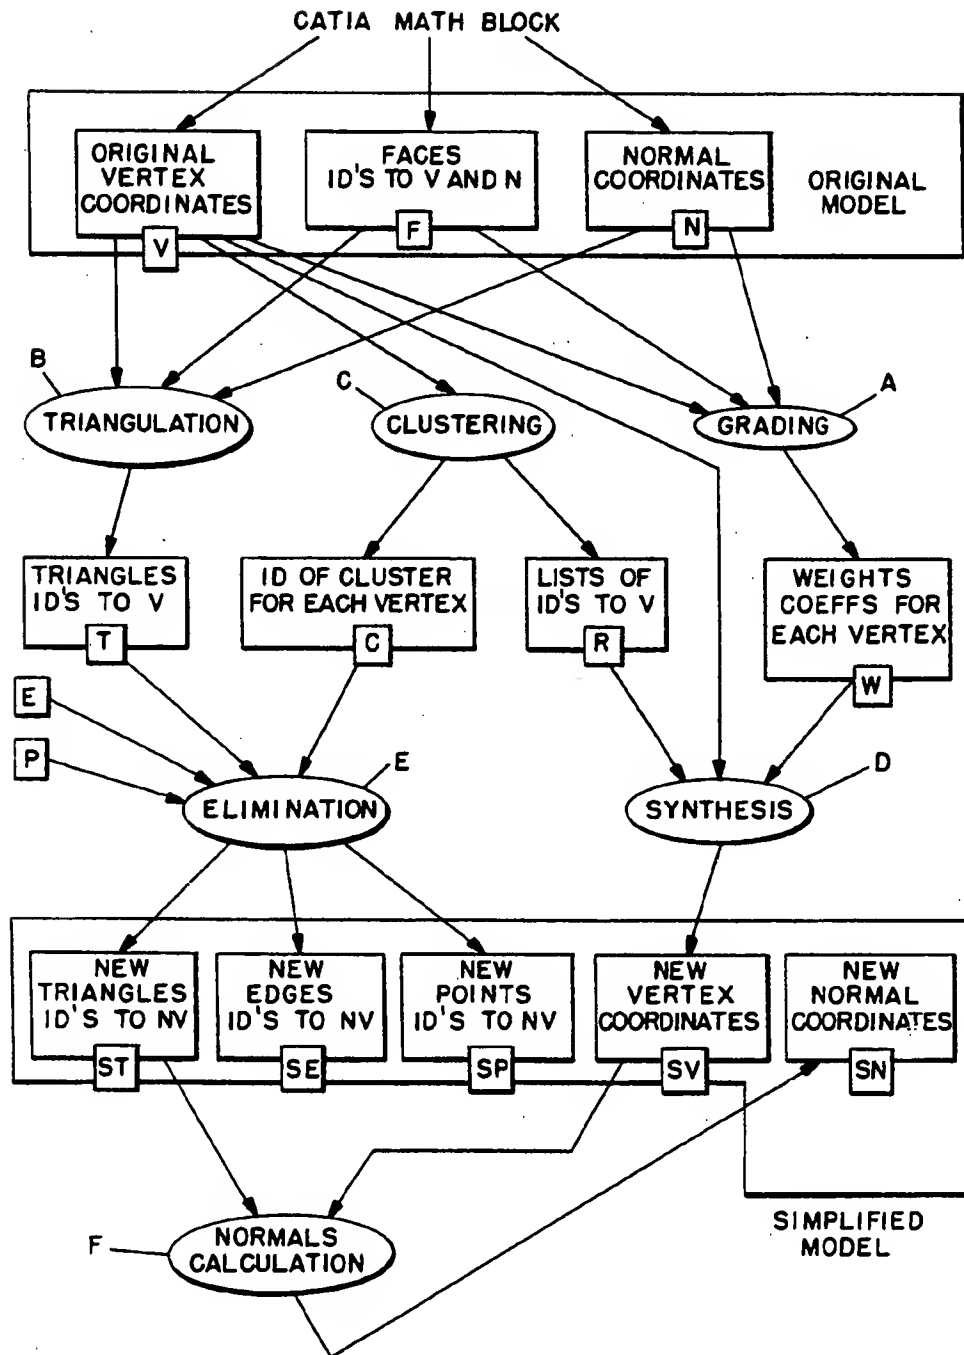 CATIA MATH BLOCK
ORIGINAL
VERTEX
COORDINATES
V
FACES
ID'S TO V AND N
F
NORMAL
COORDINATES
N
ORIGINAL
MODEL
B
TRIANGULATION
C
CLUSTERING
A
GRADING
TRIANGLES
ID'S TO V
T
ID OF CLUSTER
FOR EACH VERTEX
C
LISTS OF
ID'S TO V
R
WEIGHTS
COEFFS FOR
EACH VERTEX
W
E
P
E
ELIMINATION
D
SYNTHESIS
NEW
TRIANGLES
ID'S TO NV
ST
NEW
EDGES
ID'S TO NV
SE
NEW
POINTS
ID'S TO NV
SP
NEW
VERTEX
COORDINATES
SV
NEW
NORMAL
COORDINATES
SN
F
NORMALS
CALCULATION
SIMPLIFIED
MODEL